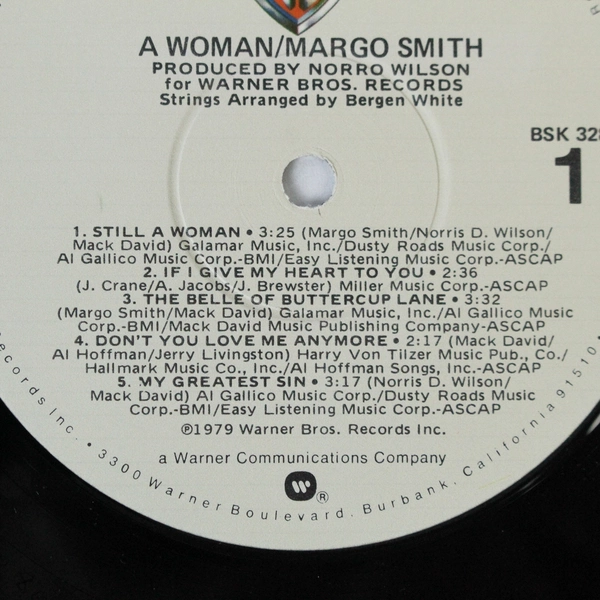 A WOMAN/MARGO SMITH
PRODUCED BY NORRO WILSON
for WARNER BROS. RECORDS
Strings Arranged by Bergen White
BSK 328
1
1. STILL A WOMAN • 3:25 (Margo Smith/Norris D. Wilson/
Mack David) Galamar Music, Inc./Dusty Roads Music Corp./
Al Gallico Music Corp.-BMI/Easy Listening Music Corp.-ASCAP
2. IF I GIVE MY HEART TO YOU • 2:36
(J. Crane/A. Jacobs/J. Brewster) Miller Music Corp.-ASCAP
3. THE BELLE OF BUTTERCUP LANE • 3:32
(Margo Smith/Mack David) Galamar Music, Inc./Al Gallico Music
Corp.-BMI/Mack David Music Publishing Company-ASCAP
4. DON'T YOU LOVE ME ANYMORE • 2:17 (Mack David/
Al Hoffman/Jerry Livingston) Harry Von Tilzer Music Pub., Co./
Hallmark Music Co., Inc./Al Hoffman Songs, Inc.-ASCAP
5. MY GREATEST SIN • 3:17 (Norris D. Wilson/
Mack David) Al Gallico Music Corp./Dusty Roads Music
Corp.-BMI/Easy Listening Music Corp.-ASCAP
℗1979 Warner Bros. Records Inc.
a Warner Communications Company
®
ecords Inc. • 3300 Warner Boulevard. Burbank. California 91510